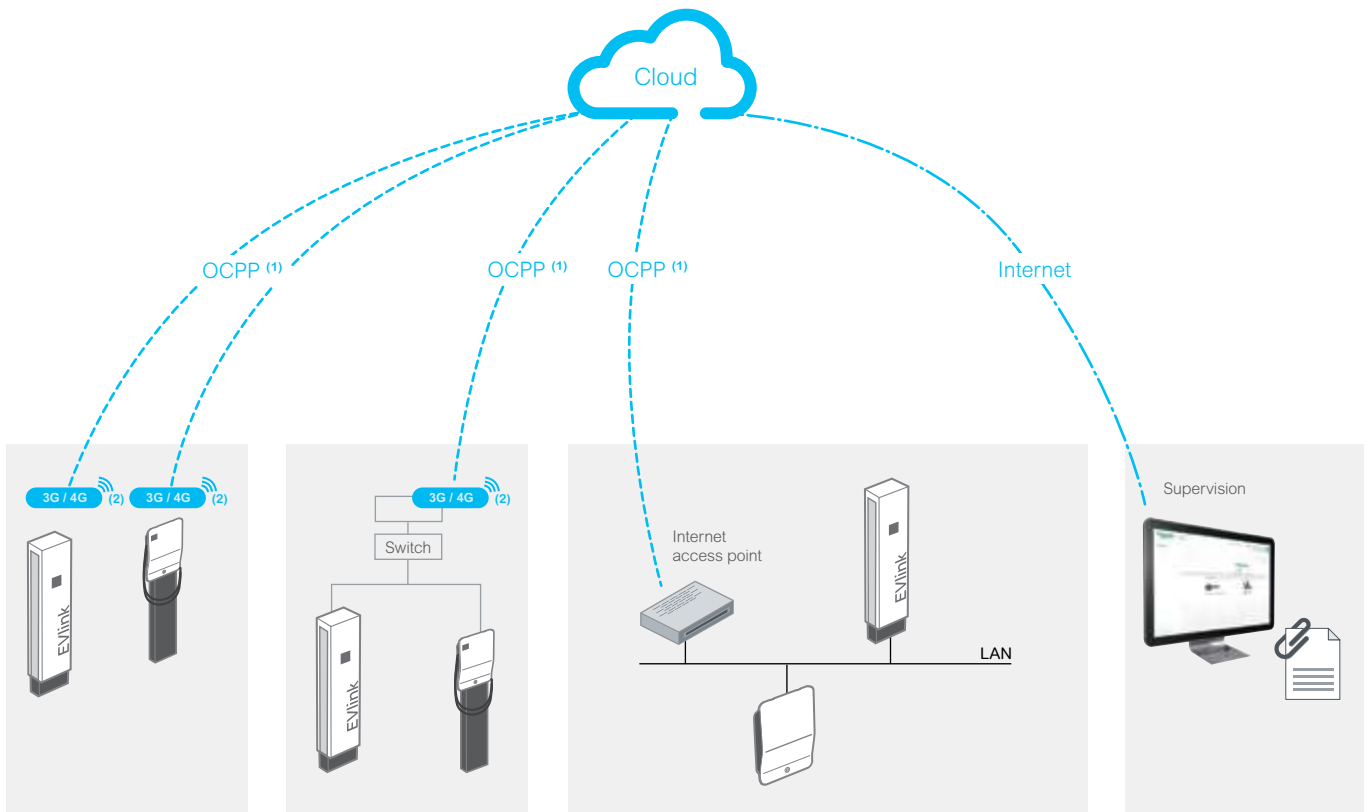 Cloud
OCPP (1)
OCPP (1)
OCPP (1)
Internet
3G / 4G (2)
3G / 4G (2)
3G / 4G (2)
Switch
Internet
access point
Supervision
EVlink
EVlink
EVlink
LAN